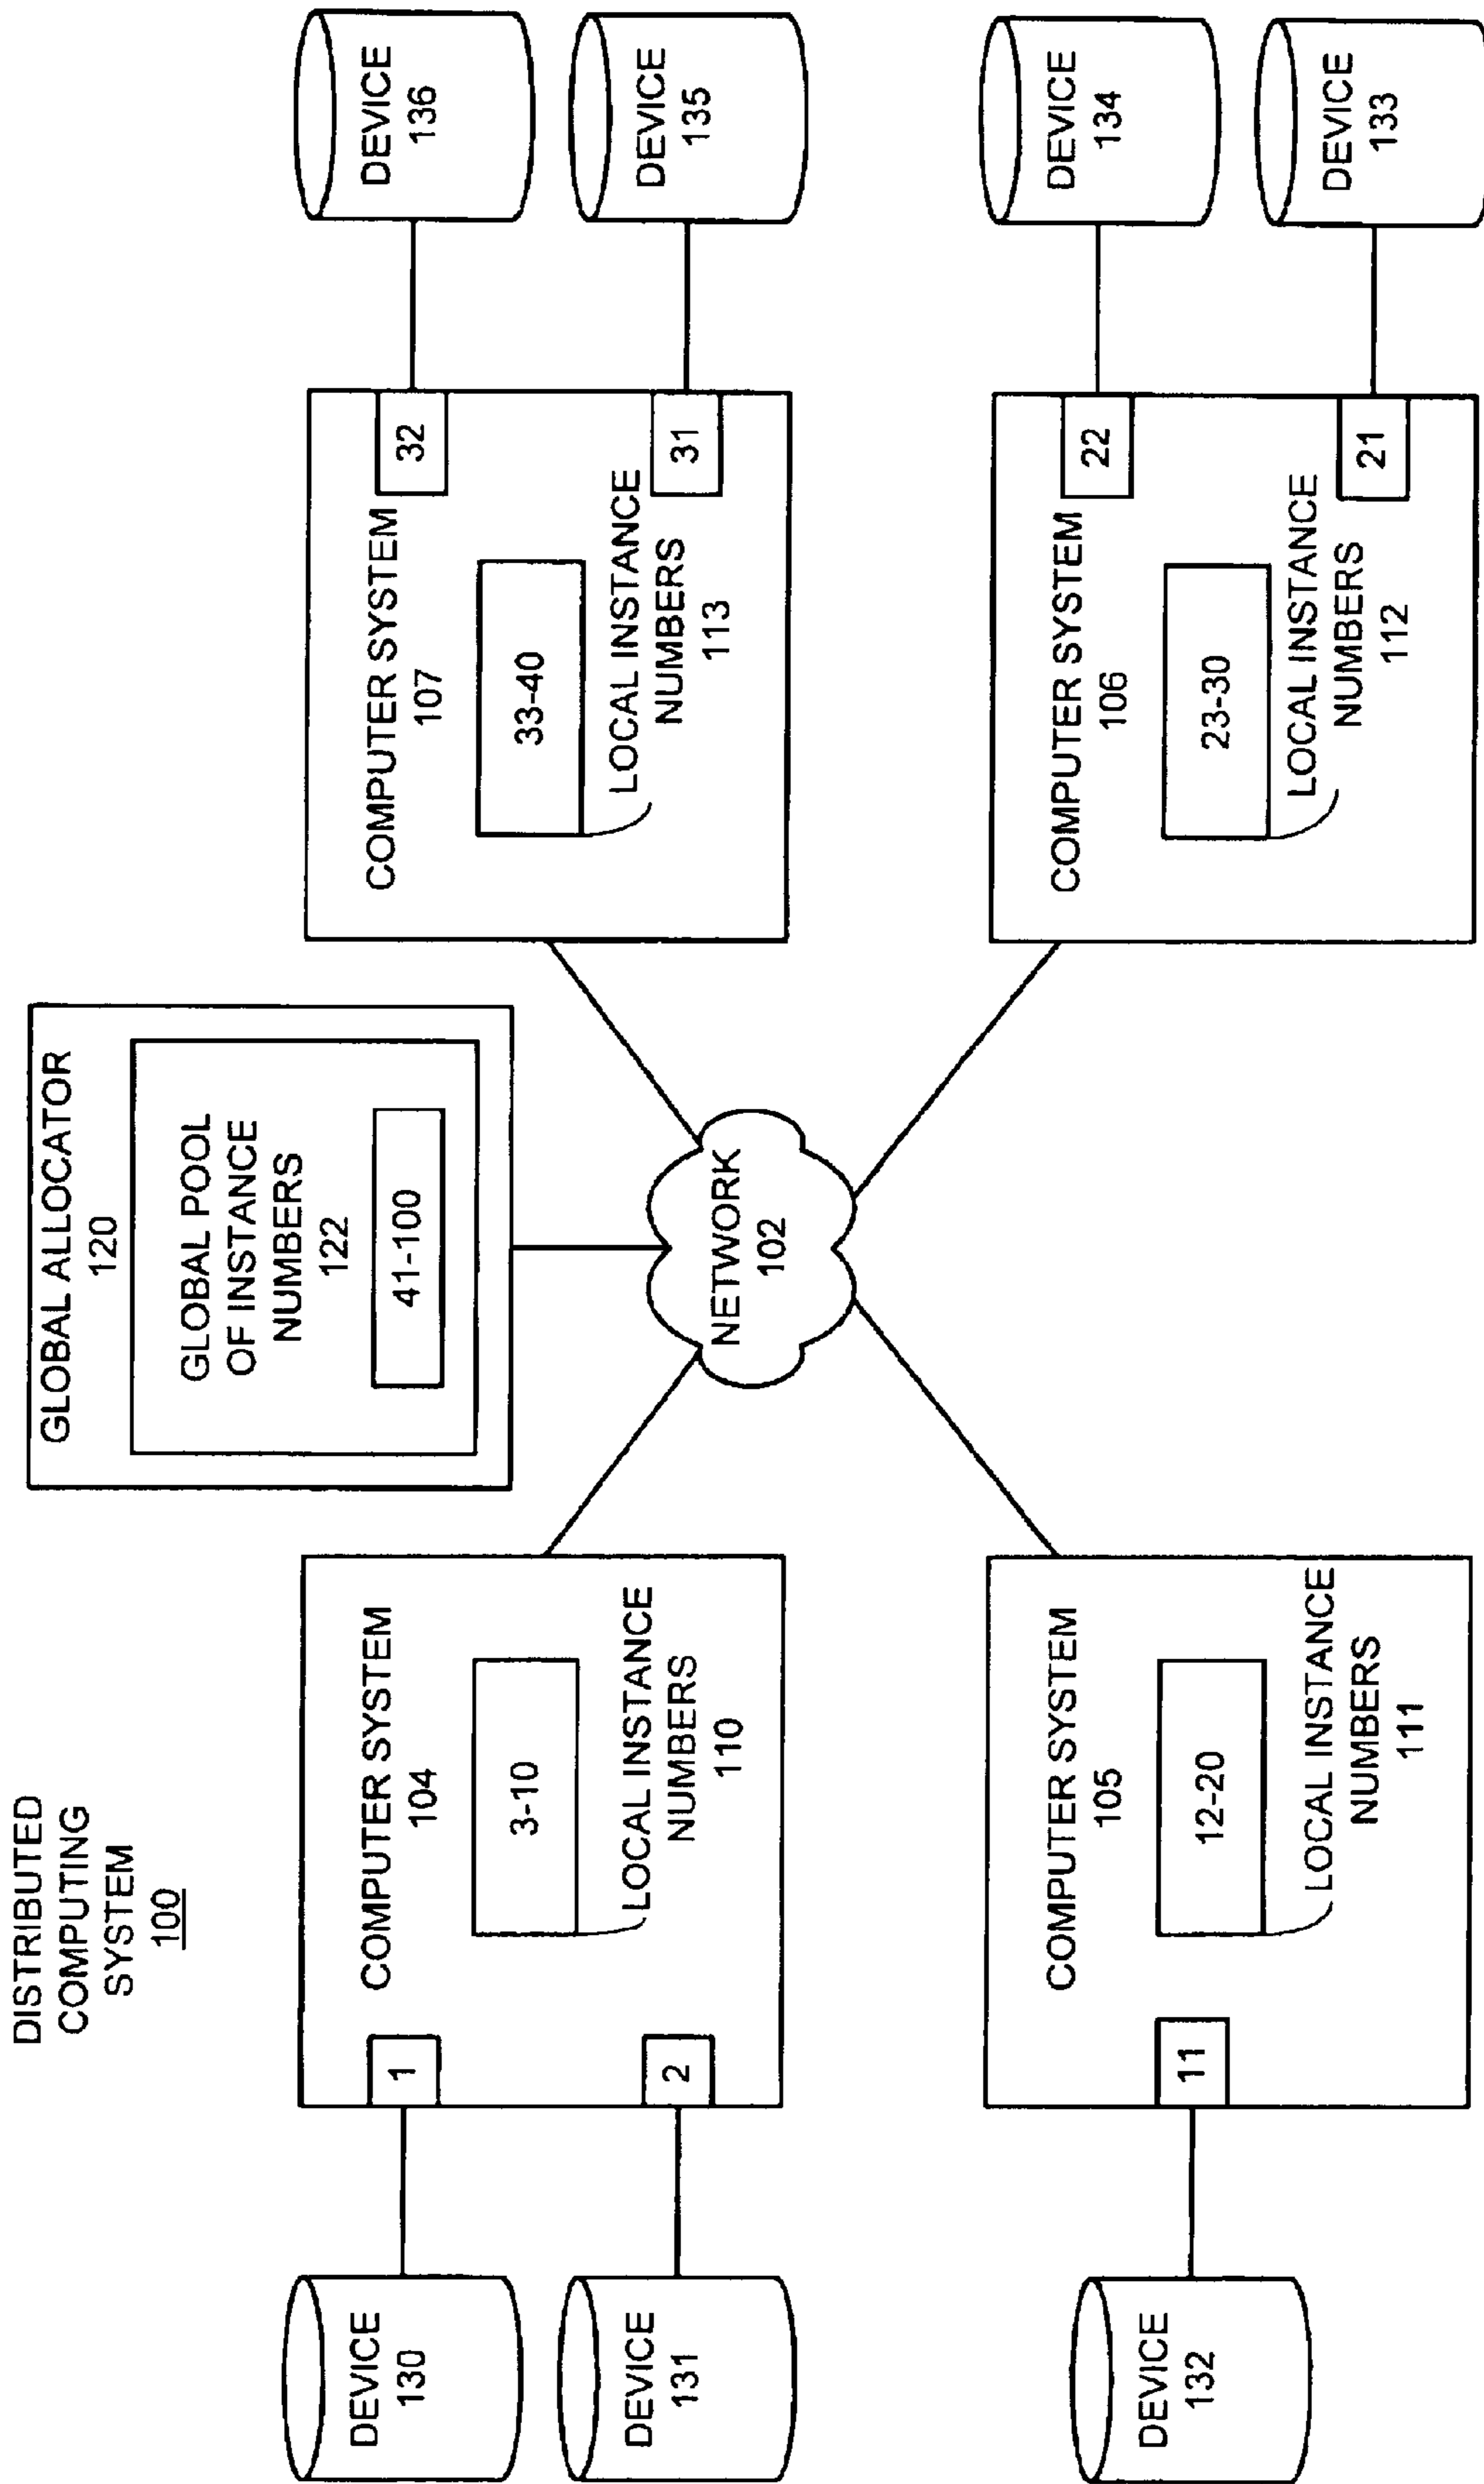 DISTRIBUTED
COMPUTING
SYSTEM
100
GLOBAL ALLOCATOR
120
GLOBAL POOL
OF INSTANCE
NUMBERS
122
41-100
DEVICE
130
DEVICE
131
1
2
COMPUTER SYSTEM
104
3-10
LOCAL INSTANCE
NUMBERS
110
NETWORK
102
COMPUTER SYSTEM
107
33-40
LOCAL INSTANCE
NUMBERS
113
32
31
DEVICE
136
DEVICE
135
DEVICE
132
11
COMPUTER SYSTEM
105
12-20
LOCAL INSTANCE
NUMBERS
111
COMPUTER SYSTEM
106
23-30
LOCAL INSTANCE
NUMBERS
112
22
21
DEVICE
134
DEVICE
133